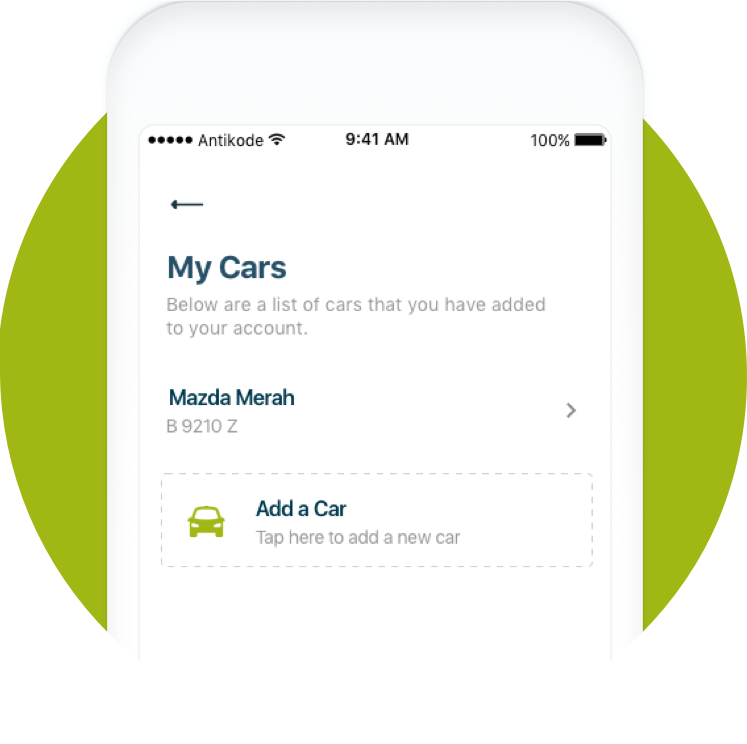 Antikode 9:41 AM 100%
My Cars
Below are a list of cars that you have added
to your account.
Mazda Merah
B 9210 Z
Add a Car
Tap here to add a new car